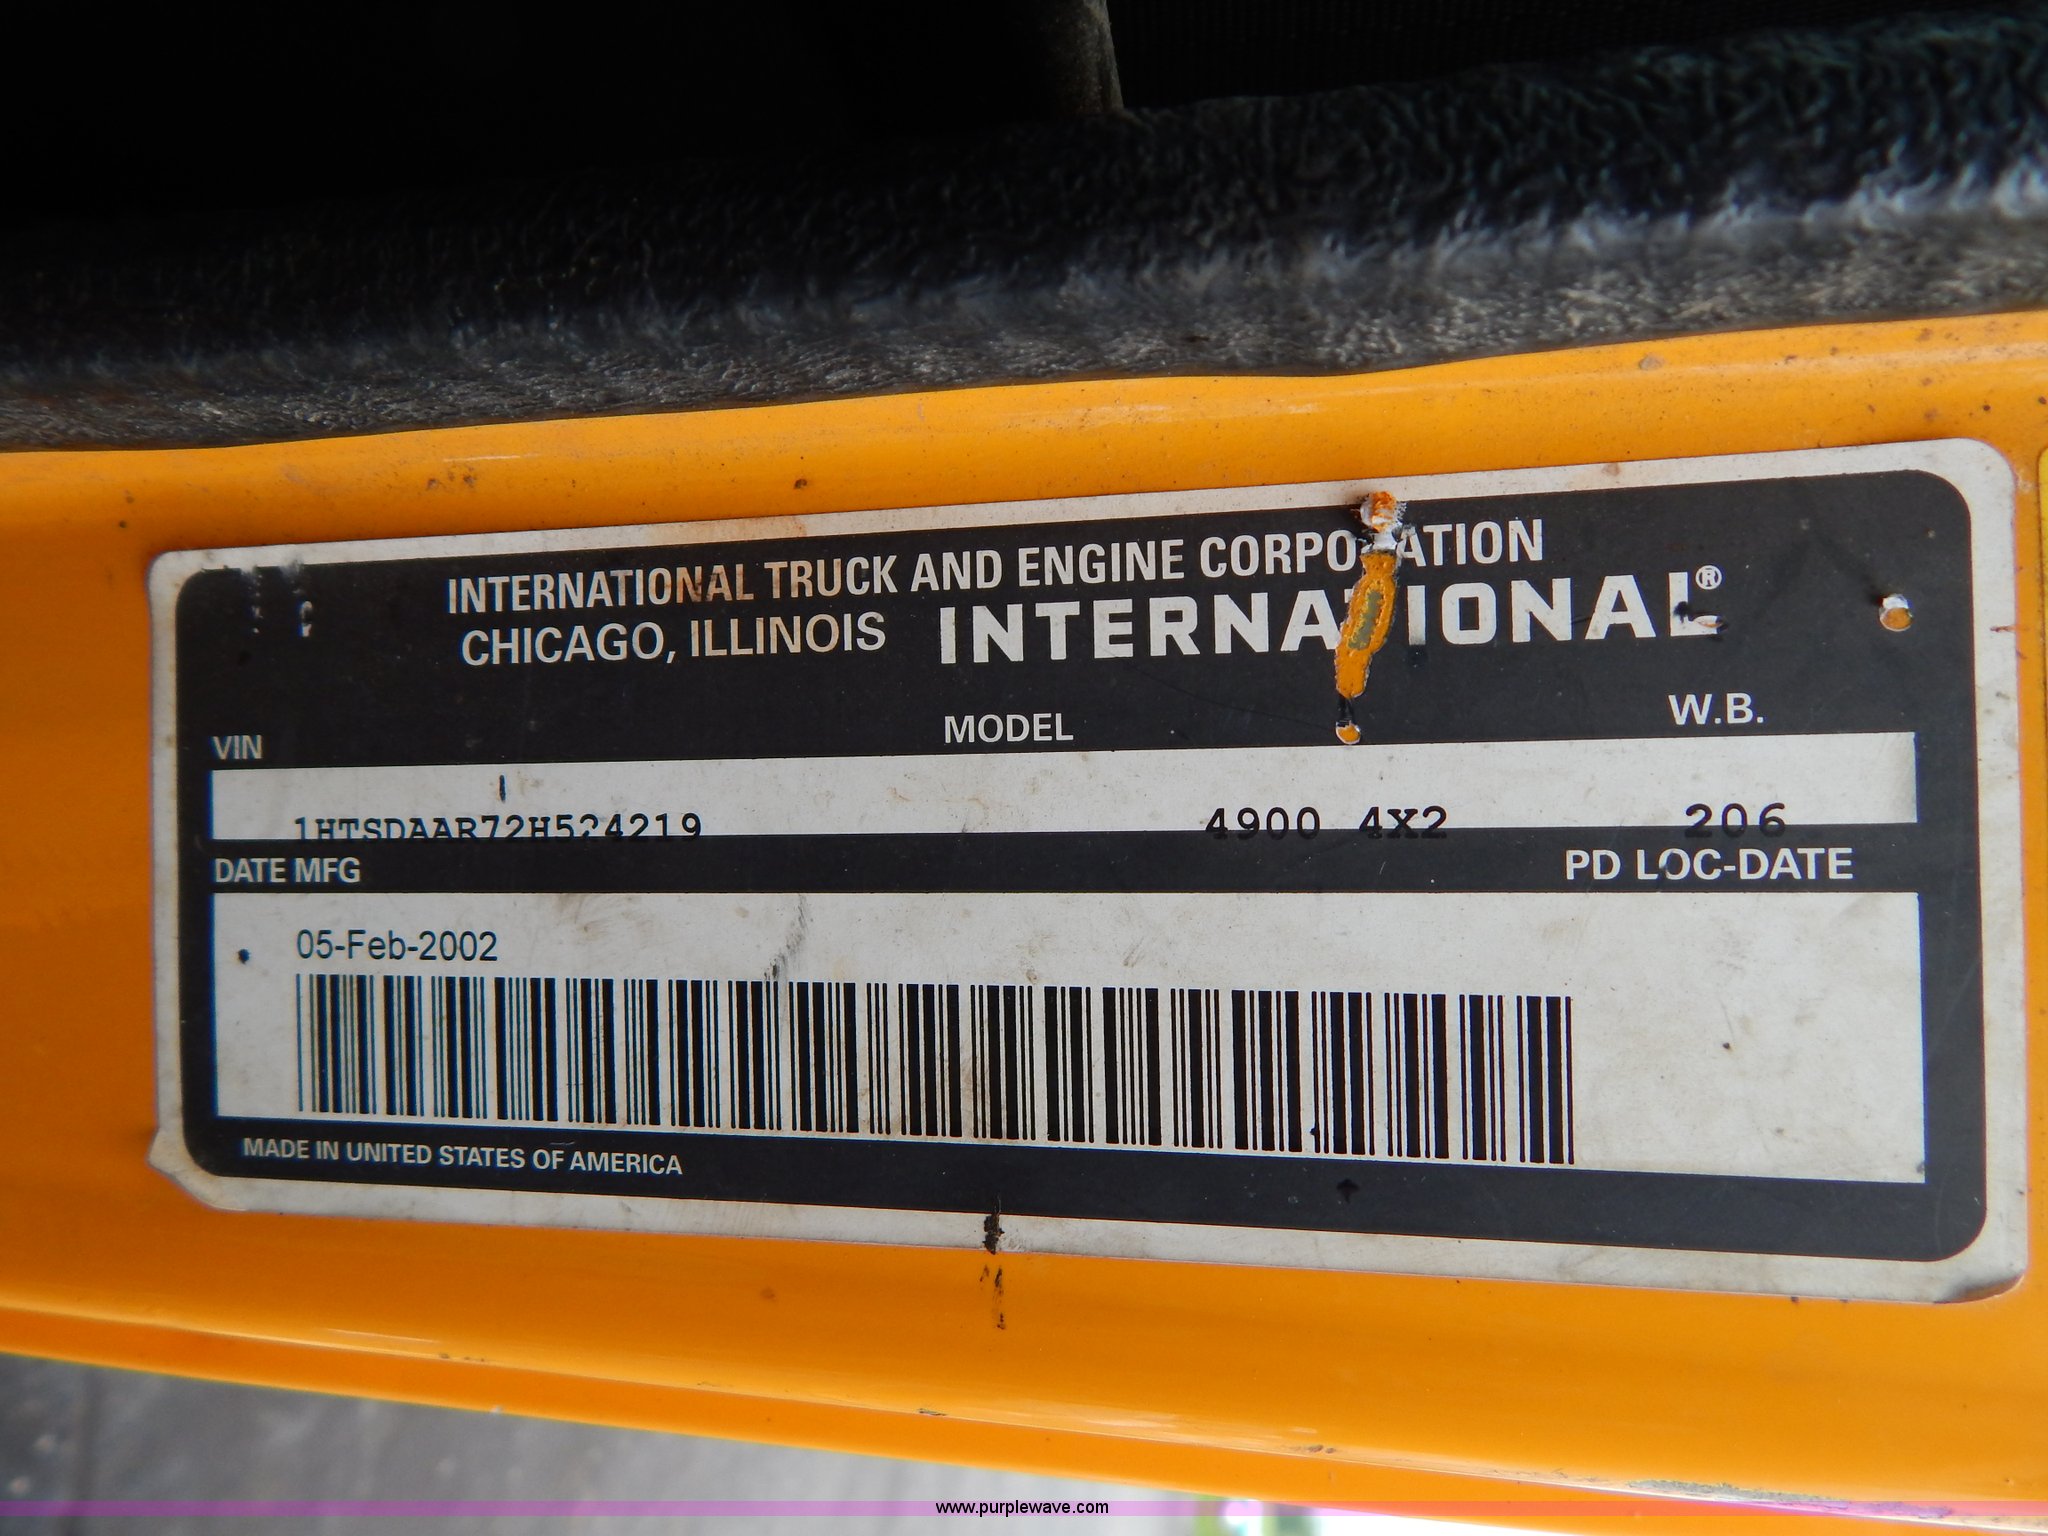 INTERNATIONAL TRUCK AND ENGINE CORPORATION
CHICAGO, ILLINOIS INTERNATIONAL®
VIN MODEL W.B.
1HTSDAAR72H524219 4900 4X2 206
DATE MFG PD LOC-DATE
05-Feb-2002
MADE IN UNITED STATES OF AMERICA
www.purplewave.com